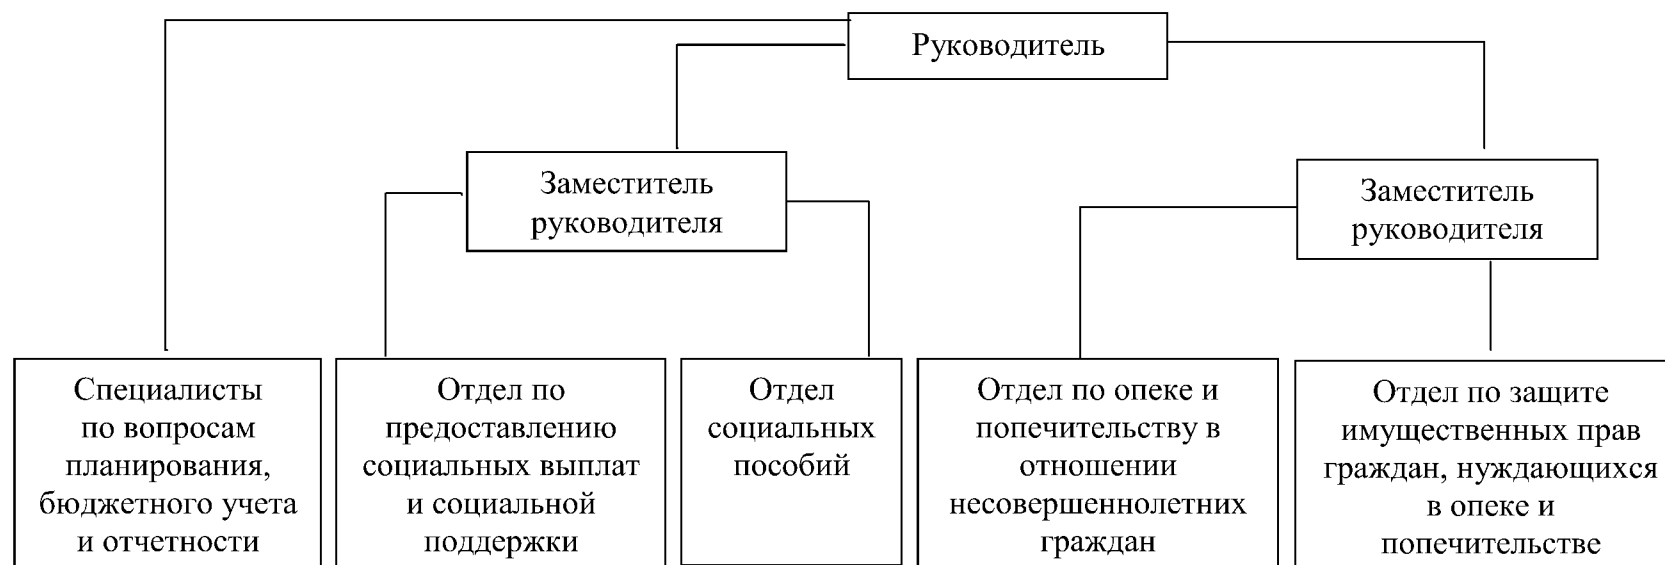 Руководитель
Заместитель
руководителя
Заместитель
руководителя
Специалисты
по вопросам
планирования,
бюджетного учета
и отчетности
Отдел по
предоставлению
социальных выплат
и социальной
поддержки
Отдел
социальных
пособий
Отдел по опеке и
попечительству в
отношении
несовершеннолетних
граждан
Отдел по защите
имущественных прав
граждан, нуждающихся
в опеке и
попечительстве